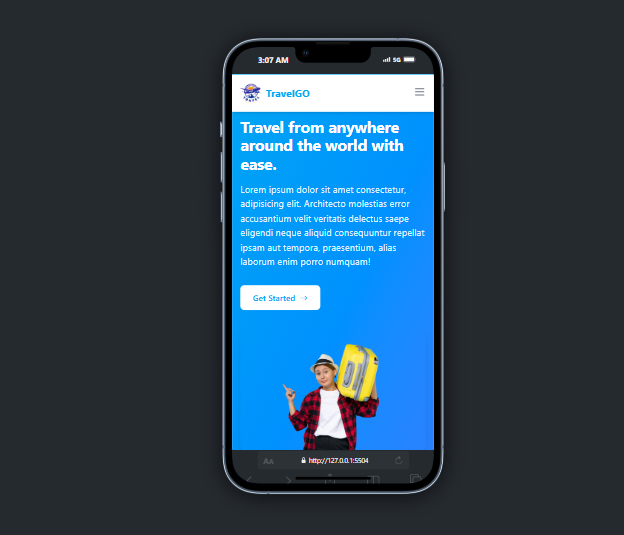 3:07 AM
5G
TravelGO
Travel from anywhere
around the world with
ease.
Lorem ipsum dolor sit amet consectetur,
adipisicing elit. Architecto molestias error
accusantium velit veritatis delectus saepe
eligendi neque aliquid consequuntur repellat
ipsam aut tempora, praesentium, alias
laborum enim porro numquam!
Get Started →
AA
http://127.0.0.1:5504